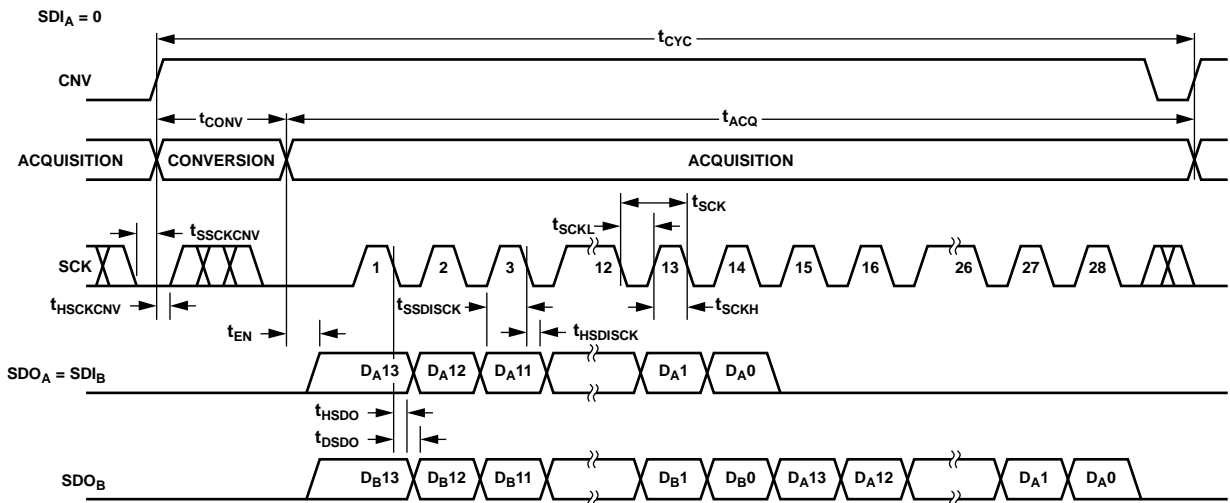 SDIA = 0
tCYC
CNV
tCONV
tACQ
ACQUISITION CONVERSION ACQUISITION
tSCK
tSCKL
tSSCKCNV
SCK
1 2 3 12 13 14 15 16 26 27 28
tHSCKCNV
tSSDISCK
tSCKH
tEN
tHSDISCK
SDOA = SDIB
DA13 DA12 DA11 DA1 DA0
tHSDO
tDSDO
SDOB
DB13 DB12 DB11 DB1 DB0 DA13 DA12 DA1 DA0